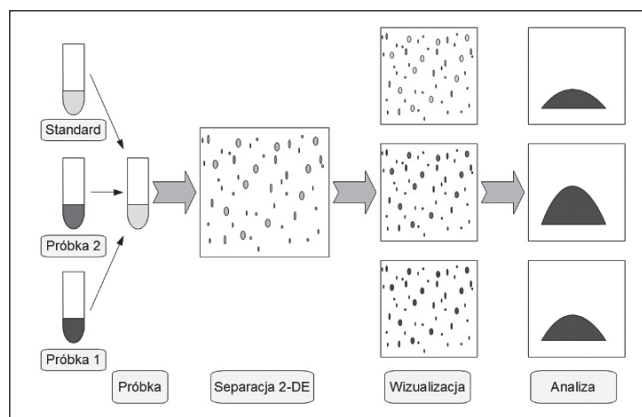 Standard
Próbka 2
Próbka 1
Próbka
Separacja 2-DE
Wizualizacja
Analiza